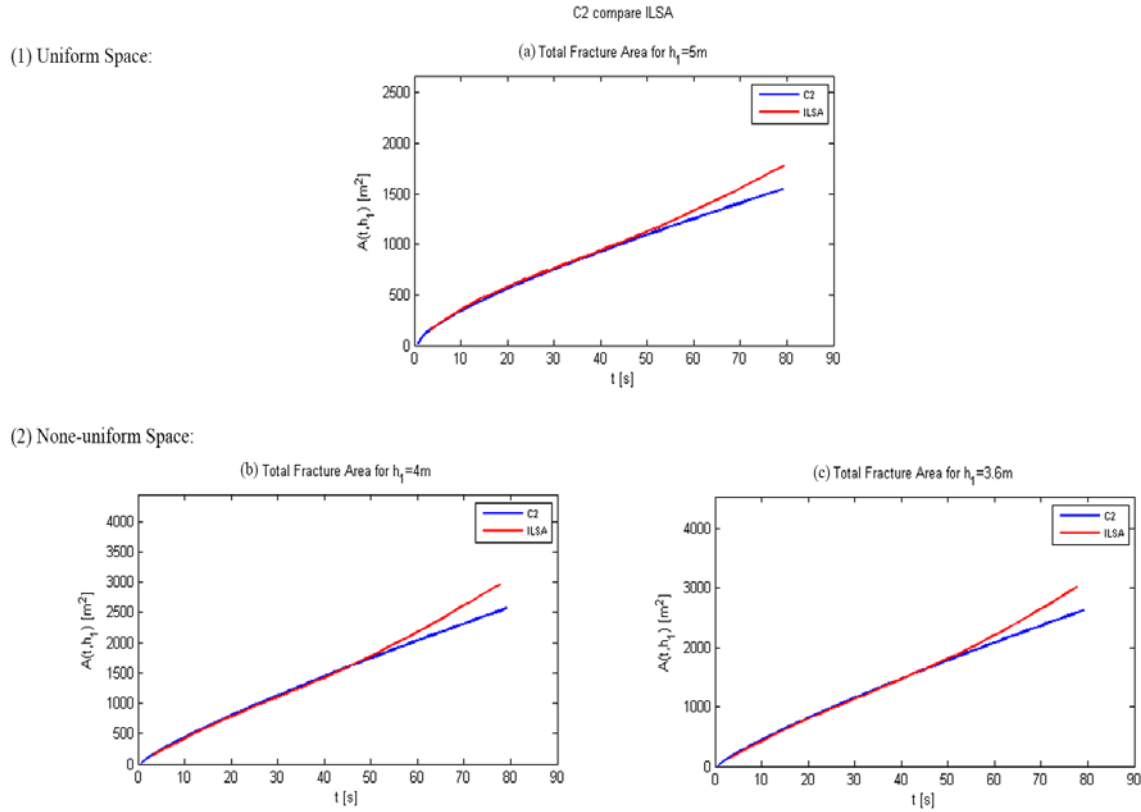 C2 compare ILSA
(1) Uniform Space:
(a) Total Fracture Area for h₁=5m
A(t,h₁) [m²]
2500
2000
1500
1000
500
0
C2
ILSA
0 10 20 30 40 50 60 70 80 90
t [s]
(2) None-uniform Space:
(b) Total Fracture Area for h₁=4m
A(t,h₁) [m²]
4000
3500
3000
2500
2000
1500
1000
500
0
C2
ILSA
0 10 20 30 40 50 60 70 80 90
t [s]
(c) Total Fracture Area for h₁=3.6m
A(t,h₁) [m²]
4000
3000
2000
1000
0
C2
ILSA
0 10 20 30 40 50 60 70 80 90
t [s]